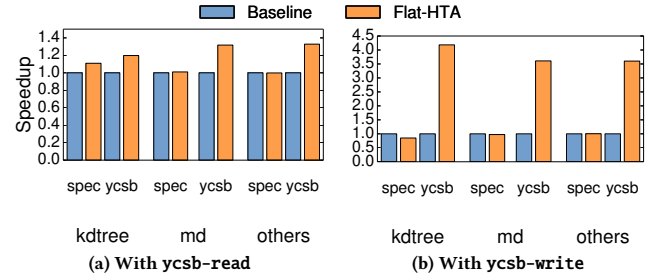 Baseline Flat-HTA
Speedup
1.4
1.2
1.0
0.8
0.6
0.4
0.2
0.0
spec ycsb spec ycsb spec ycsb
kdtree md others
(a) With ycsb-read
4.5
4.0
3.5
3.0
2.5
2.0
1.5
1.0
0.5
0.0
spec ycsb spec ycsb spec ycsb
kdtree md others
(b) With ycsb-write